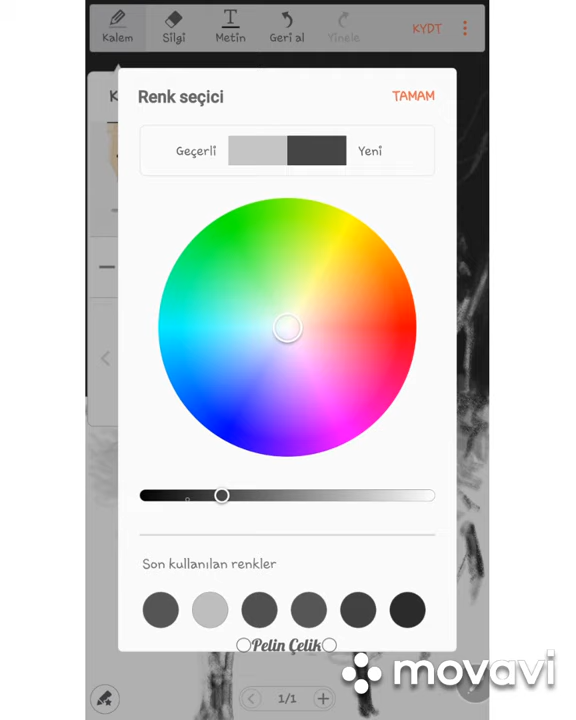 Kalem Silgi Metin Geri al Yinele KYDT
Renk seçici TAMAM
Geçerli Yeni
Son kullanılan renkler
Pelin Çelik
movavi
1/1